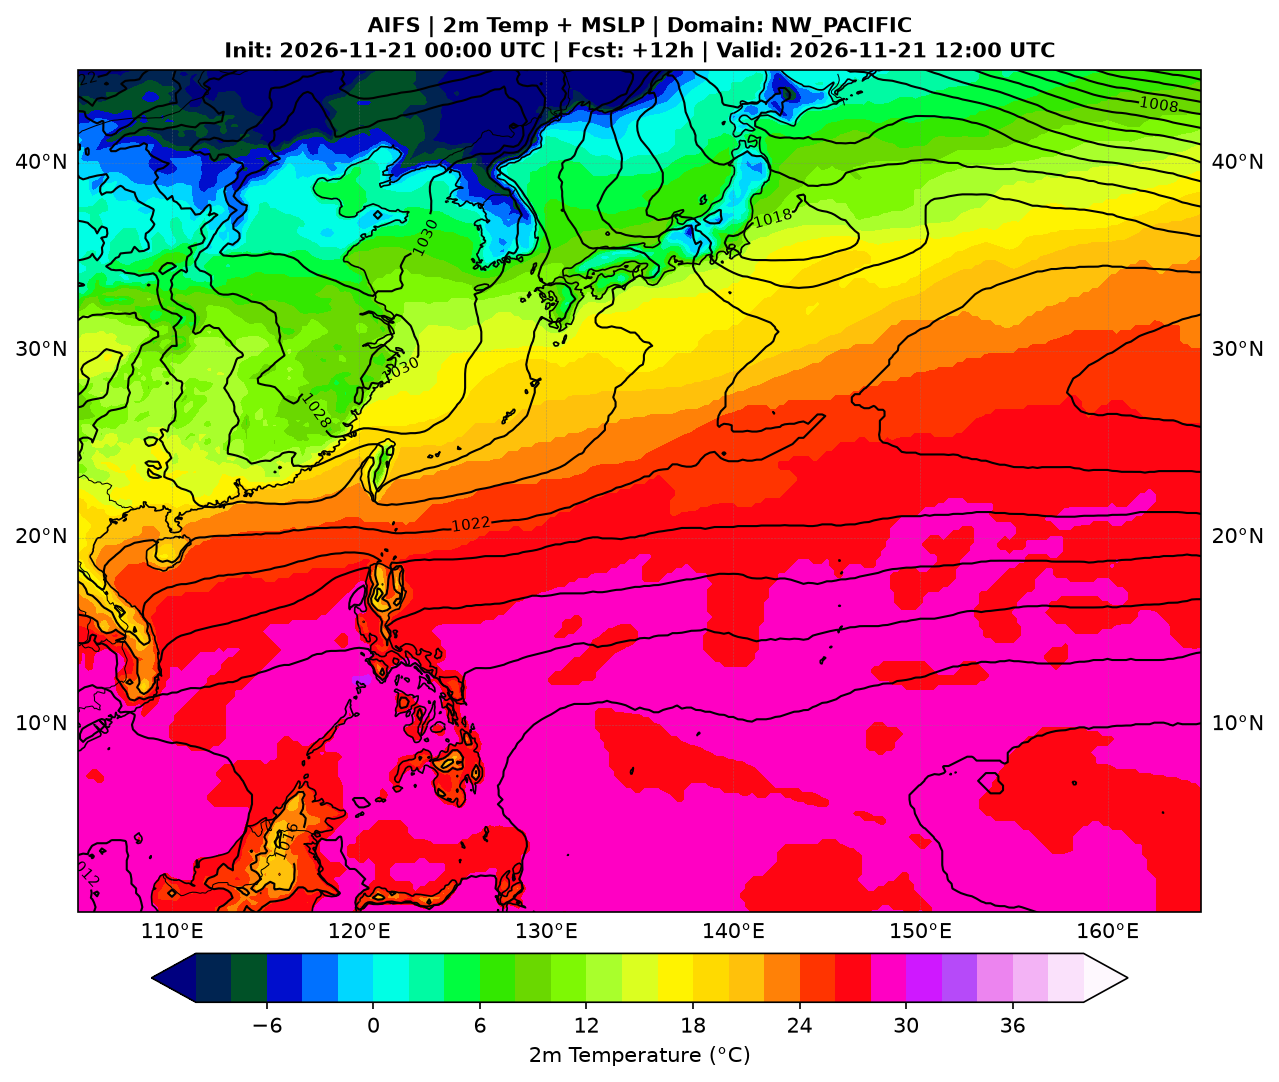 AIFS | 2m Temp + MSLP | Domain: NW_PACIFIC
Init: 2026-11-21 00:00 UTC | Fcst: +12h | Valid: 2026-11-21 12:00 UTC
1008
40°N
40°N
1018
1030
30°N
30°N
1030
1028
1022
20°N
20°N
10°N
10°N
1016
012
110°E
120°E
130°E
140°E
150°E
160°E
−6
0
6
12
18
24
30
36
2m Temperature (°C)